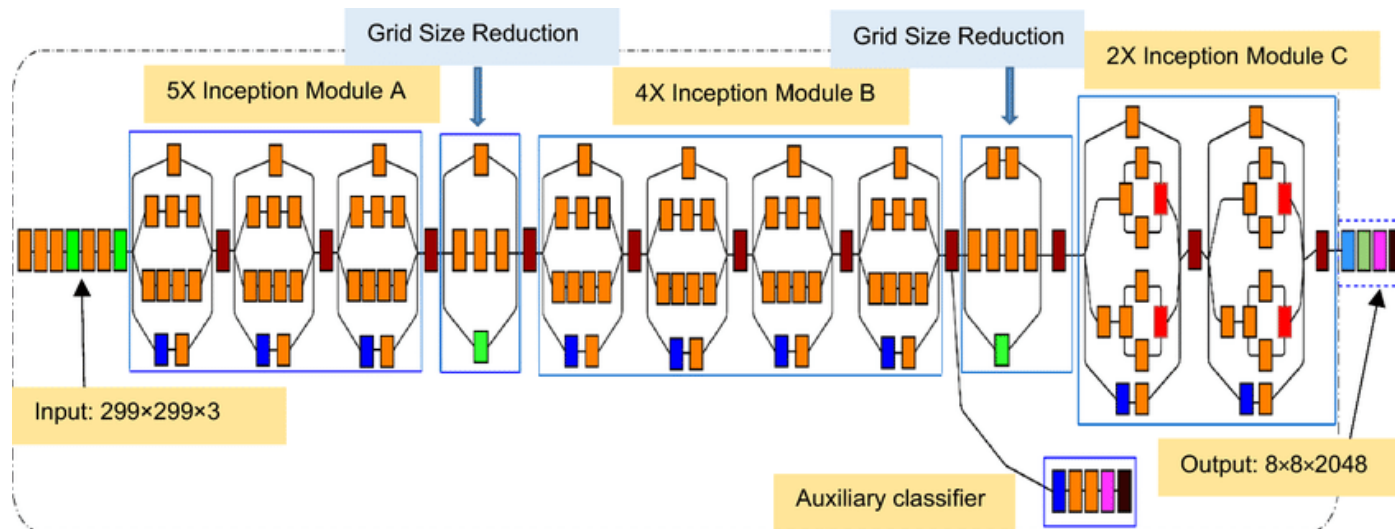 Grid Size Reduction
Grid Size Reduction
5X Inception Module A
4X Inception Module B
2X Inception Module C
Input: 299×299×3
Output: 8×8×2048
Auxiliary classifier